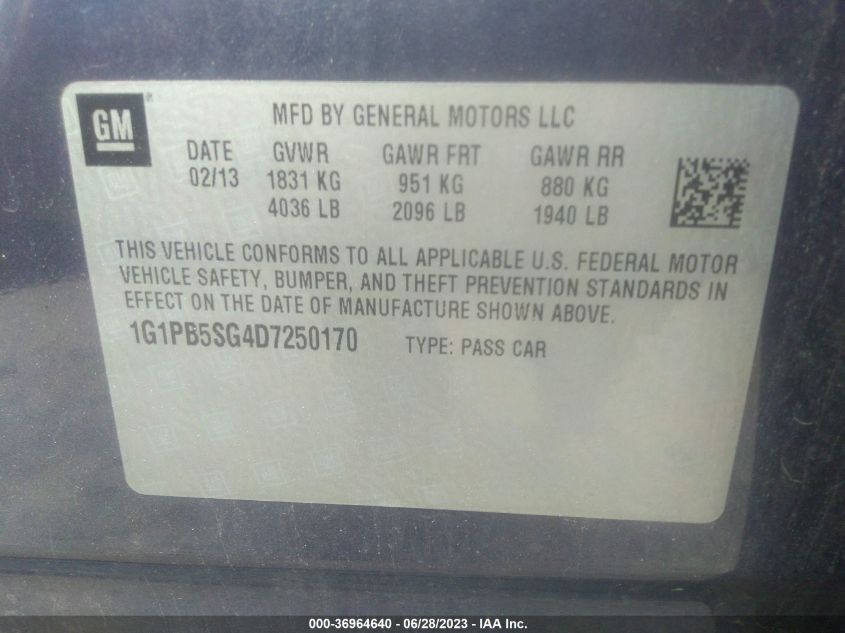 GM
MFD BY GENERAL MOTORS LLC
DATE GVWR GAWR FRT GAWR RR
02/13 1831 KG 951 KG 880 KG
4036 LB 2096 LB 1940 LB
THIS VEHICLE CONFORMS TO ALL APPLICABLE U.S. FEDERAL MOTOR
VEHICLE SAFETY, BUMPER, AND THEFT PREVENTION STANDARDS IN
EFFECT ON THE DATE OF MANUFACTURE SHOWN ABOVE.
1G1PB5SG4D7250170 TYPE: PASS CAR
000-36964640 - 06/28/2023 - IAA Inc.